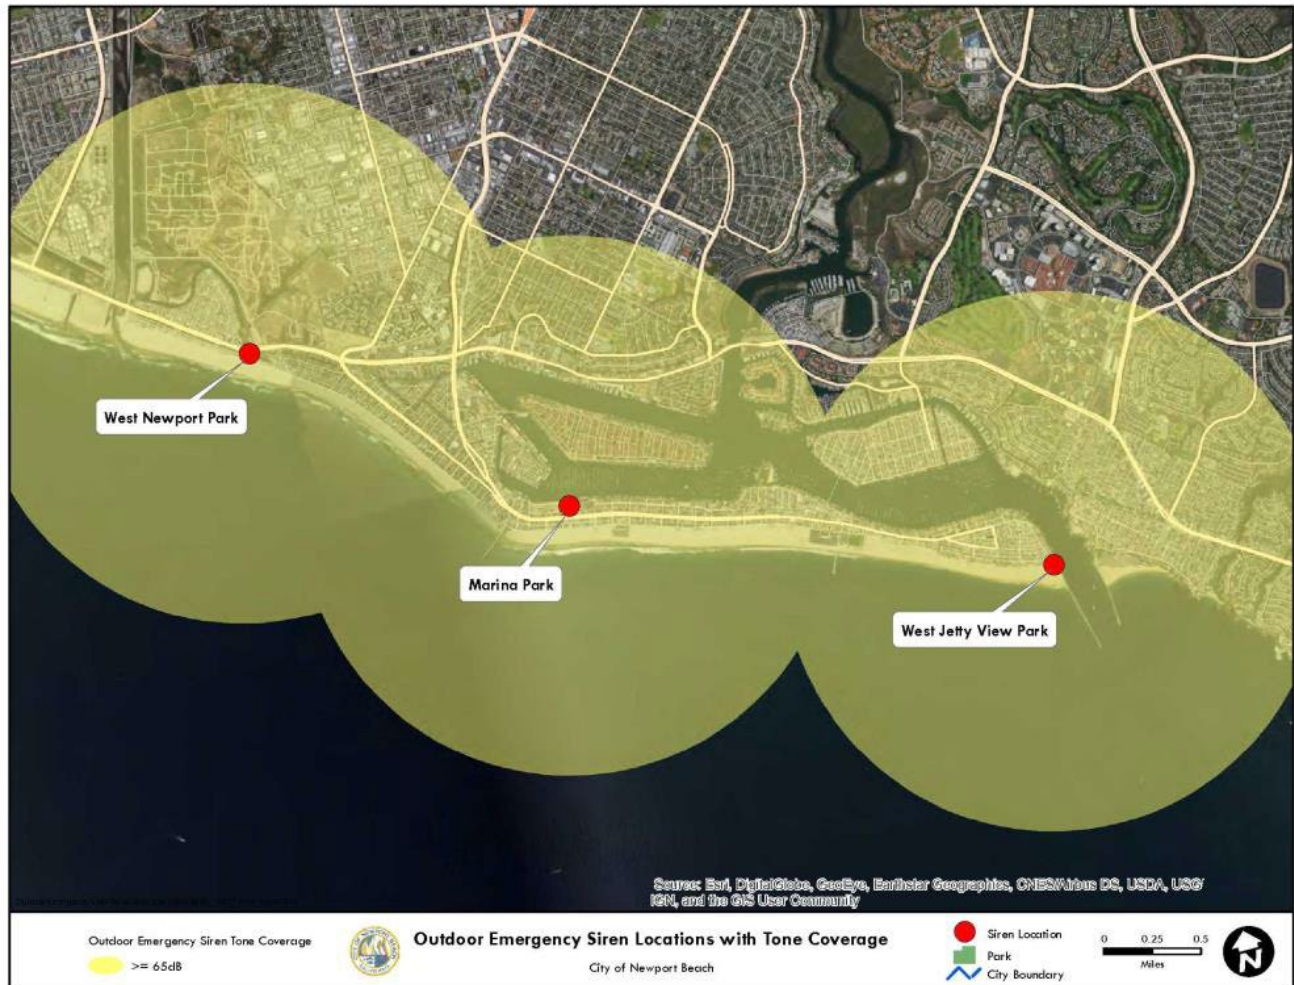 West Newport Park
Marina Park
West Jetty View Park
Source: Esri, DigitalGlobe, GeoEye, Earthstar Geographics, CNES/Airbus DS, USDA, USG
IGN, and the GIS User Community
Outdoor Emergency Siren Tone Coverage
>= 65dB
Outdoor Emergency Siren Locations with Tone Coverage
City of Newport Beach
Siren Location
Park
City Boundary
0 0.25 0.5
Miles
N